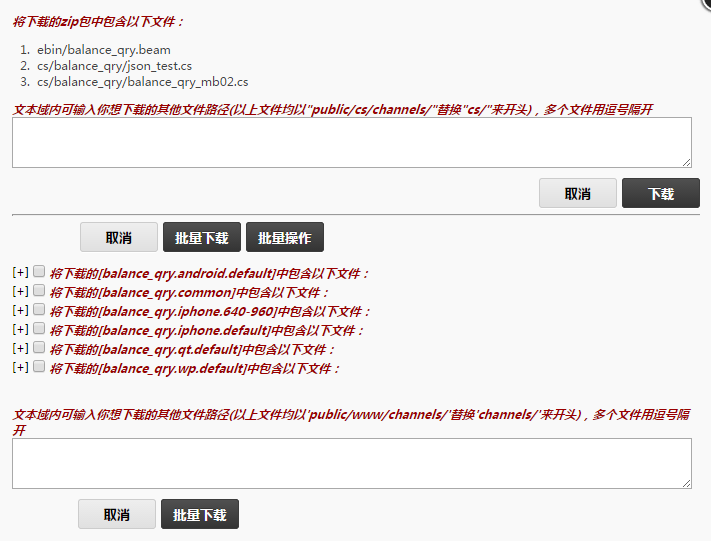 将下载的zip包中包含以下文件：
1. ebin/balance_qry.beam
2. cs/balance_qry/json_test.cs
3. cs/balance_qry/balance_qry_mb02.cs
文本域内可输入你想下载的其他文件路径(以上文件均以"public/cs/channels/"替换"cs/"来开头)，多个文件用逗号隔开
取消 下载
取消 批量下载 批量操作
[+] 将下载的[balance_qry.android.default]中包含以下文件：
[+] 将下载的[balance_qry.common]中包含以下文件：
[+] 将下载的[balance_qry.iphone.640-960]中包含以下文件：
[+] 将下载的[balance_qry.iphone.default]中包含以下文件：
[+] 将下载的[balance_qry.qt.default]中包含以下文件：
[+] 将下载的[balance_qry.wp.default]中包含以下文件：
文本域内可输入你想下载的其他文件路径(以上文件均以'public/www/channels/'替换'channels/'来开头)，多个文件用逗号隔
开
取消 批量下载